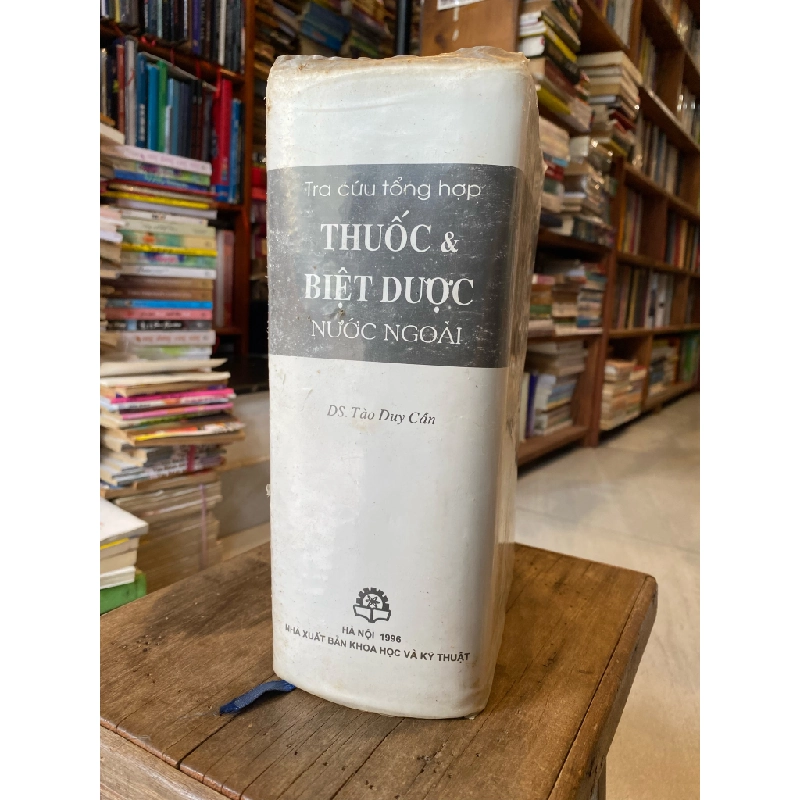 Tra cứu tổng hợp
THUỐC &
BIỆT DƯỢC
NƯỚC NGOÀI
DS. Tào Duy Cần
HÀ NỘI 1996
NHÀ XUẤT BẢN KHOA HỌC VÀ KỸ THUẬT